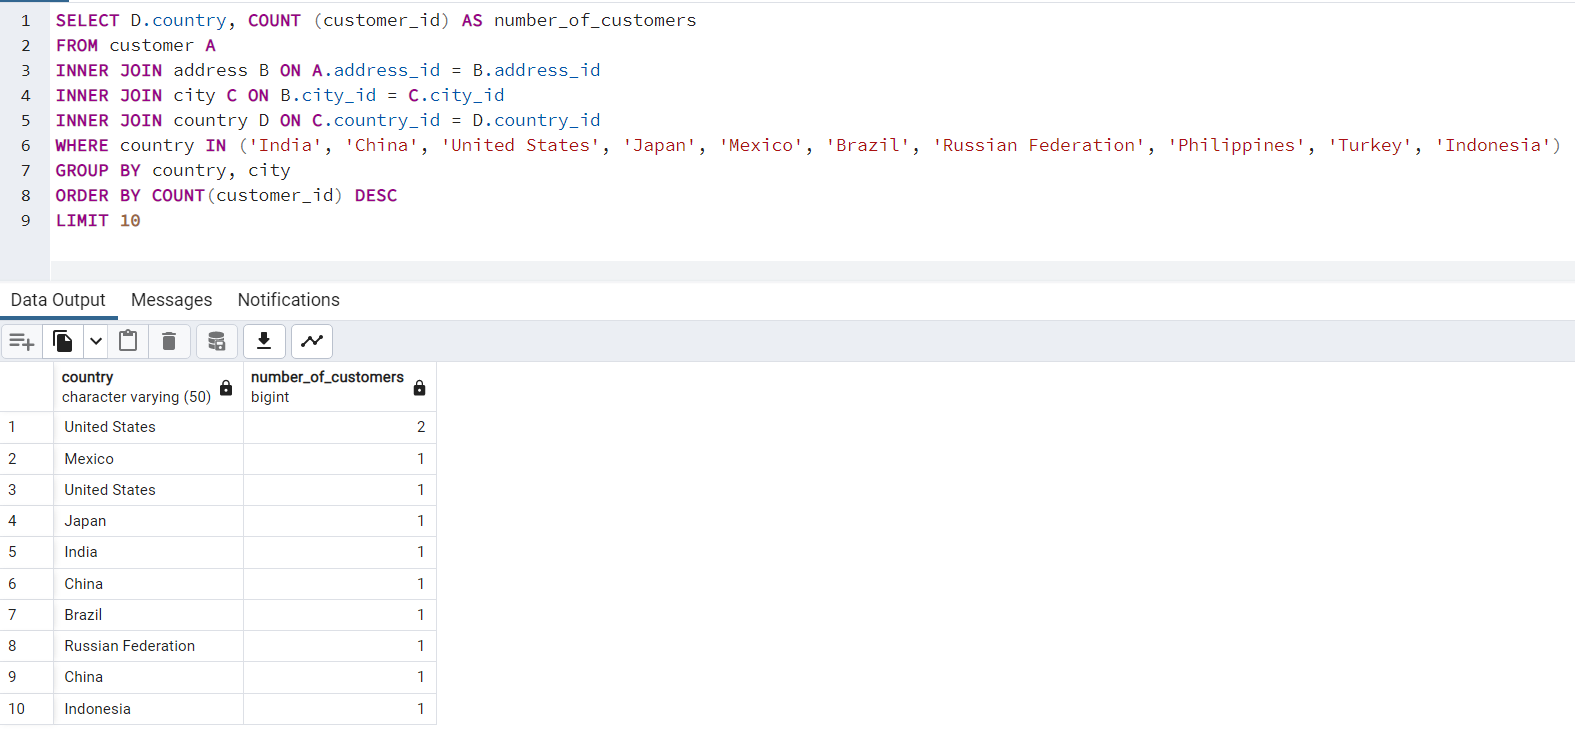 1 SELECT D.country, COUNT (customer_id) AS number_of_customers
2 FROM customer A
3 INNER JOIN address B ON A.address_id = B.address_id
4 INNER JOIN city C ON B.city_id = C.city_id
5 INNER JOIN country D ON C.country_id = D.country_id
6 WHERE country IN ('India', 'China', 'United States', 'Japan', 'Mexico', 'Brazil', 'Russian Federation', 'Philippines', 'Turkey', 'Indonesia')
7 GROUP BY country, city
8 ORDER BY COUNT(customer_id) DESC
9 LIMIT 10
Data Output Messages Notifications
country number_of_customers
character varying (50) bigint
1 United States 2
2 Mexico 1
3 United States 1
4 Japan 1
5 India 1
6 China 1
7 Brazil 1
8 Russian Federation 1
9 China 1
10 Indonesia 1